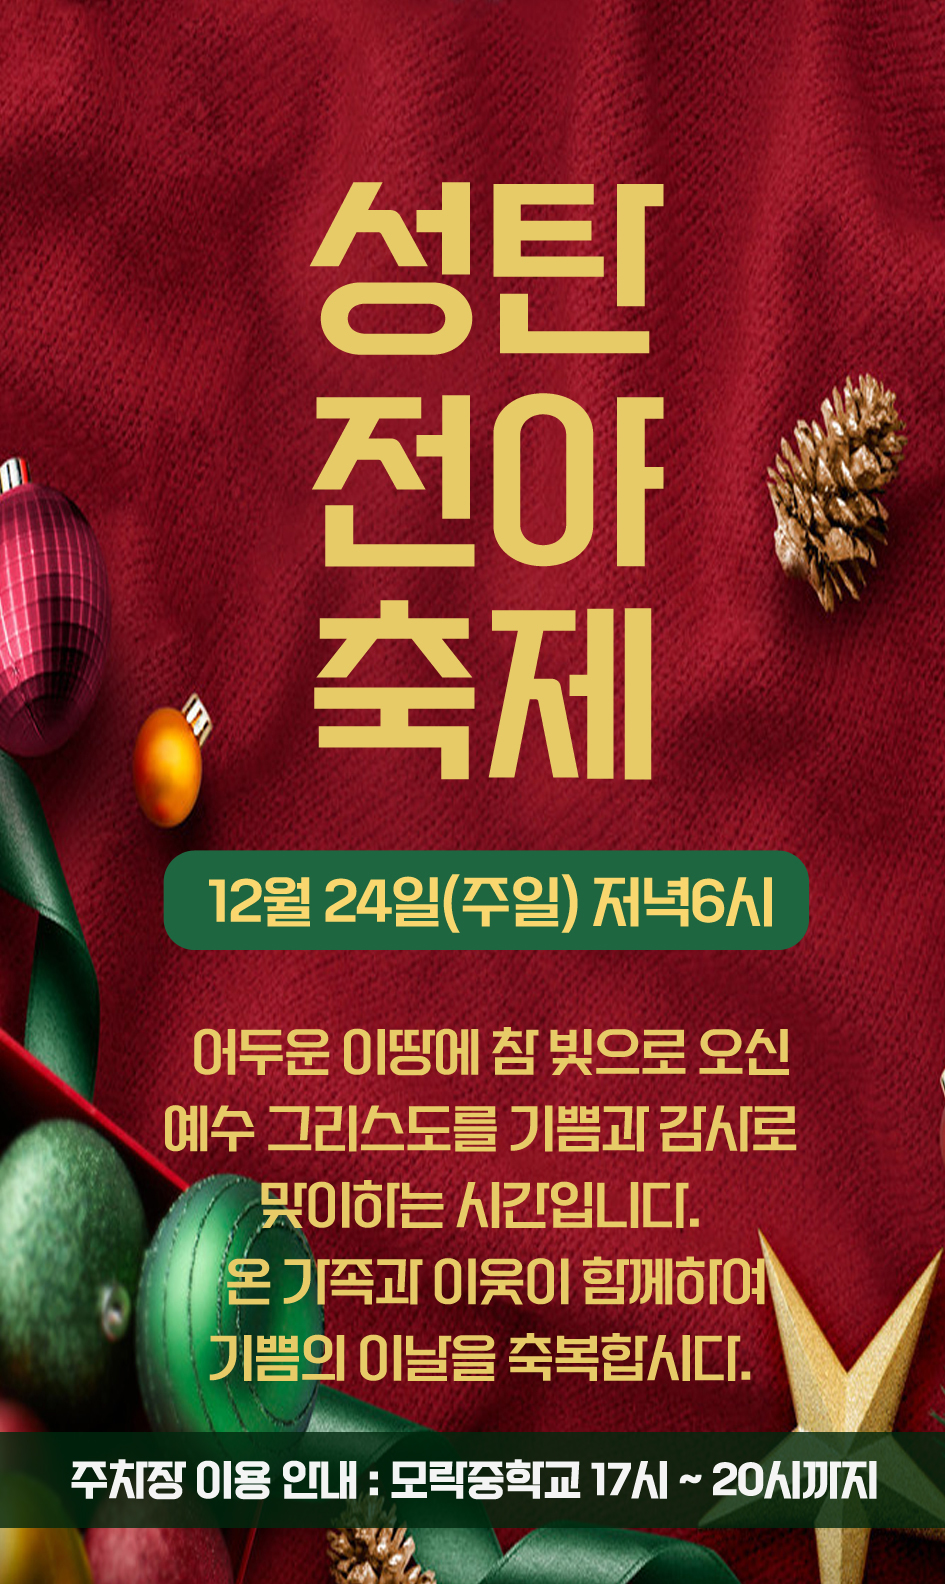 성탄
전야
축제
12월 24일(주일) 저녁6시
어두운 이땅에 참 빛으로 오신
예수 그리스도를 기쁨과 감사로
맞이하는 시간입니다.
온 가족과 이웃이 함께하여
기쁨의 이날을 축복합시다.
주차장 이용 안내 : 모락중학교 17시 ~ 20시까지